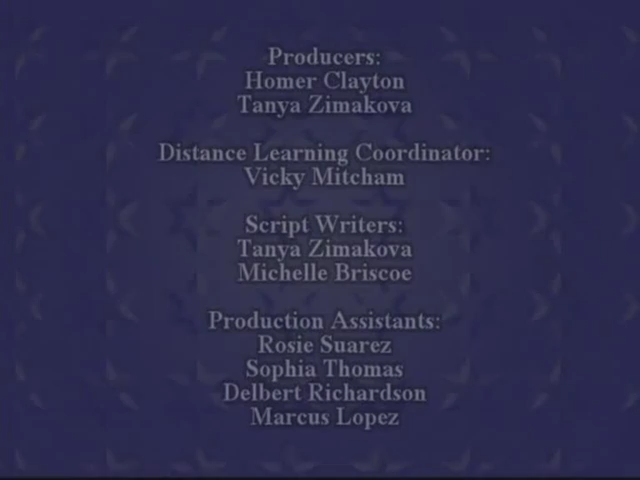 Producers:
Homer Clayton
Tanya Zimakova
Distance Learning Coordinator:
Vicky Mitcham
Script Writers:
Tanya Zimakova
Michelle Briscoe
Production Assistants:
Rosie Suarez
Sophia Thomas
Delbert Richardson
Marcus Lopez